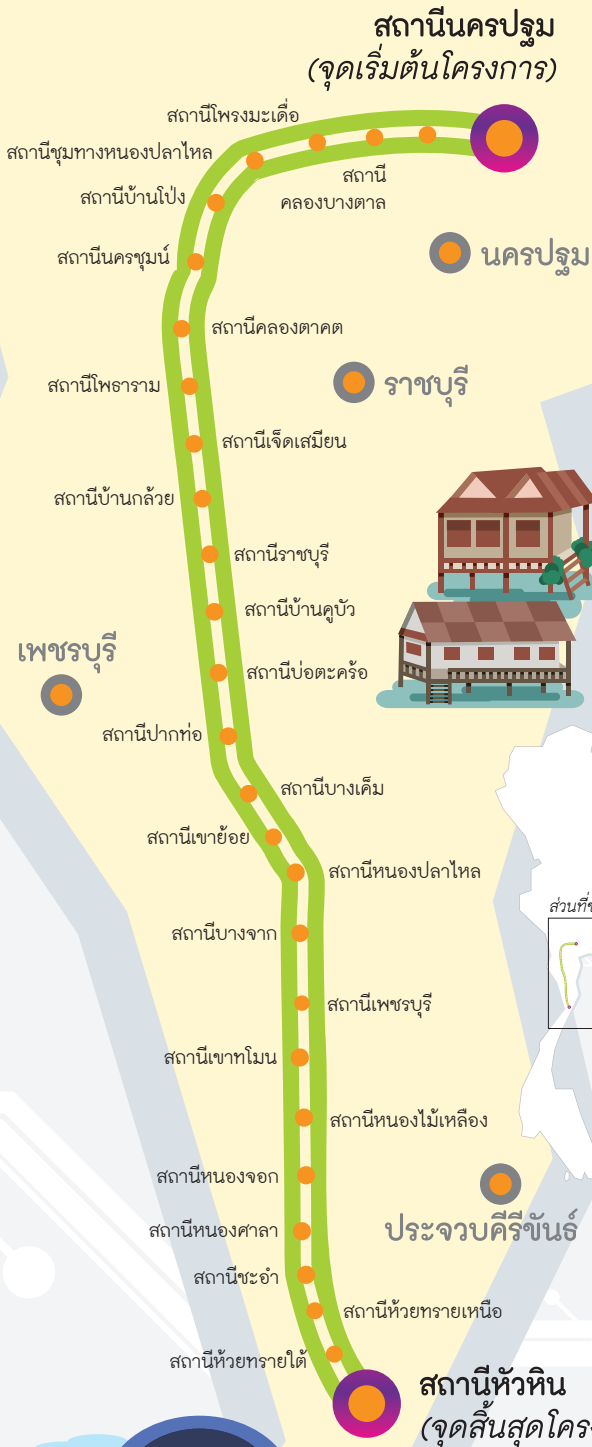 สถานีนครปฐม
(จุดเริ่มต้นโครงการ)
สถานีโพรงมะเดื่อ
สถานีชุมทางหนองปลาไหล
สถานี
คลองบางตาล
สถานีบ้านโป่ง
สถานีนครชุมน์
นครปฐม
สถานีคลองตาคต
สถานีโพธาราม
ราชบุรี
สถานีเจ็ดเสมียน
สถานีบ้านกล้วย
สถานีราชบุรี
สถานีบ้านคูบัว
เพชรบุรี
สถานีบ่อตะคร้อ
สถานีปากท่อ
สถานีบางเค็ม
สถานีเขาย้อย
สถานีหนองปลาไหล
ส่วนที่
สถานีบางจาก
สถานีเพชรบุรี
สถานีเขาทโมน
สถานีหนองไม้เหลือง
สถานีหนองจอก
ประจวบคีรีขันธ์
สถานีหนองศาลา
สถานีชะอำ
สถานีห้วยทรายเหนือ
สถานีห้วยทรายใต้
สถานีหัวหิน
(จุดสิ้นสุดโครง